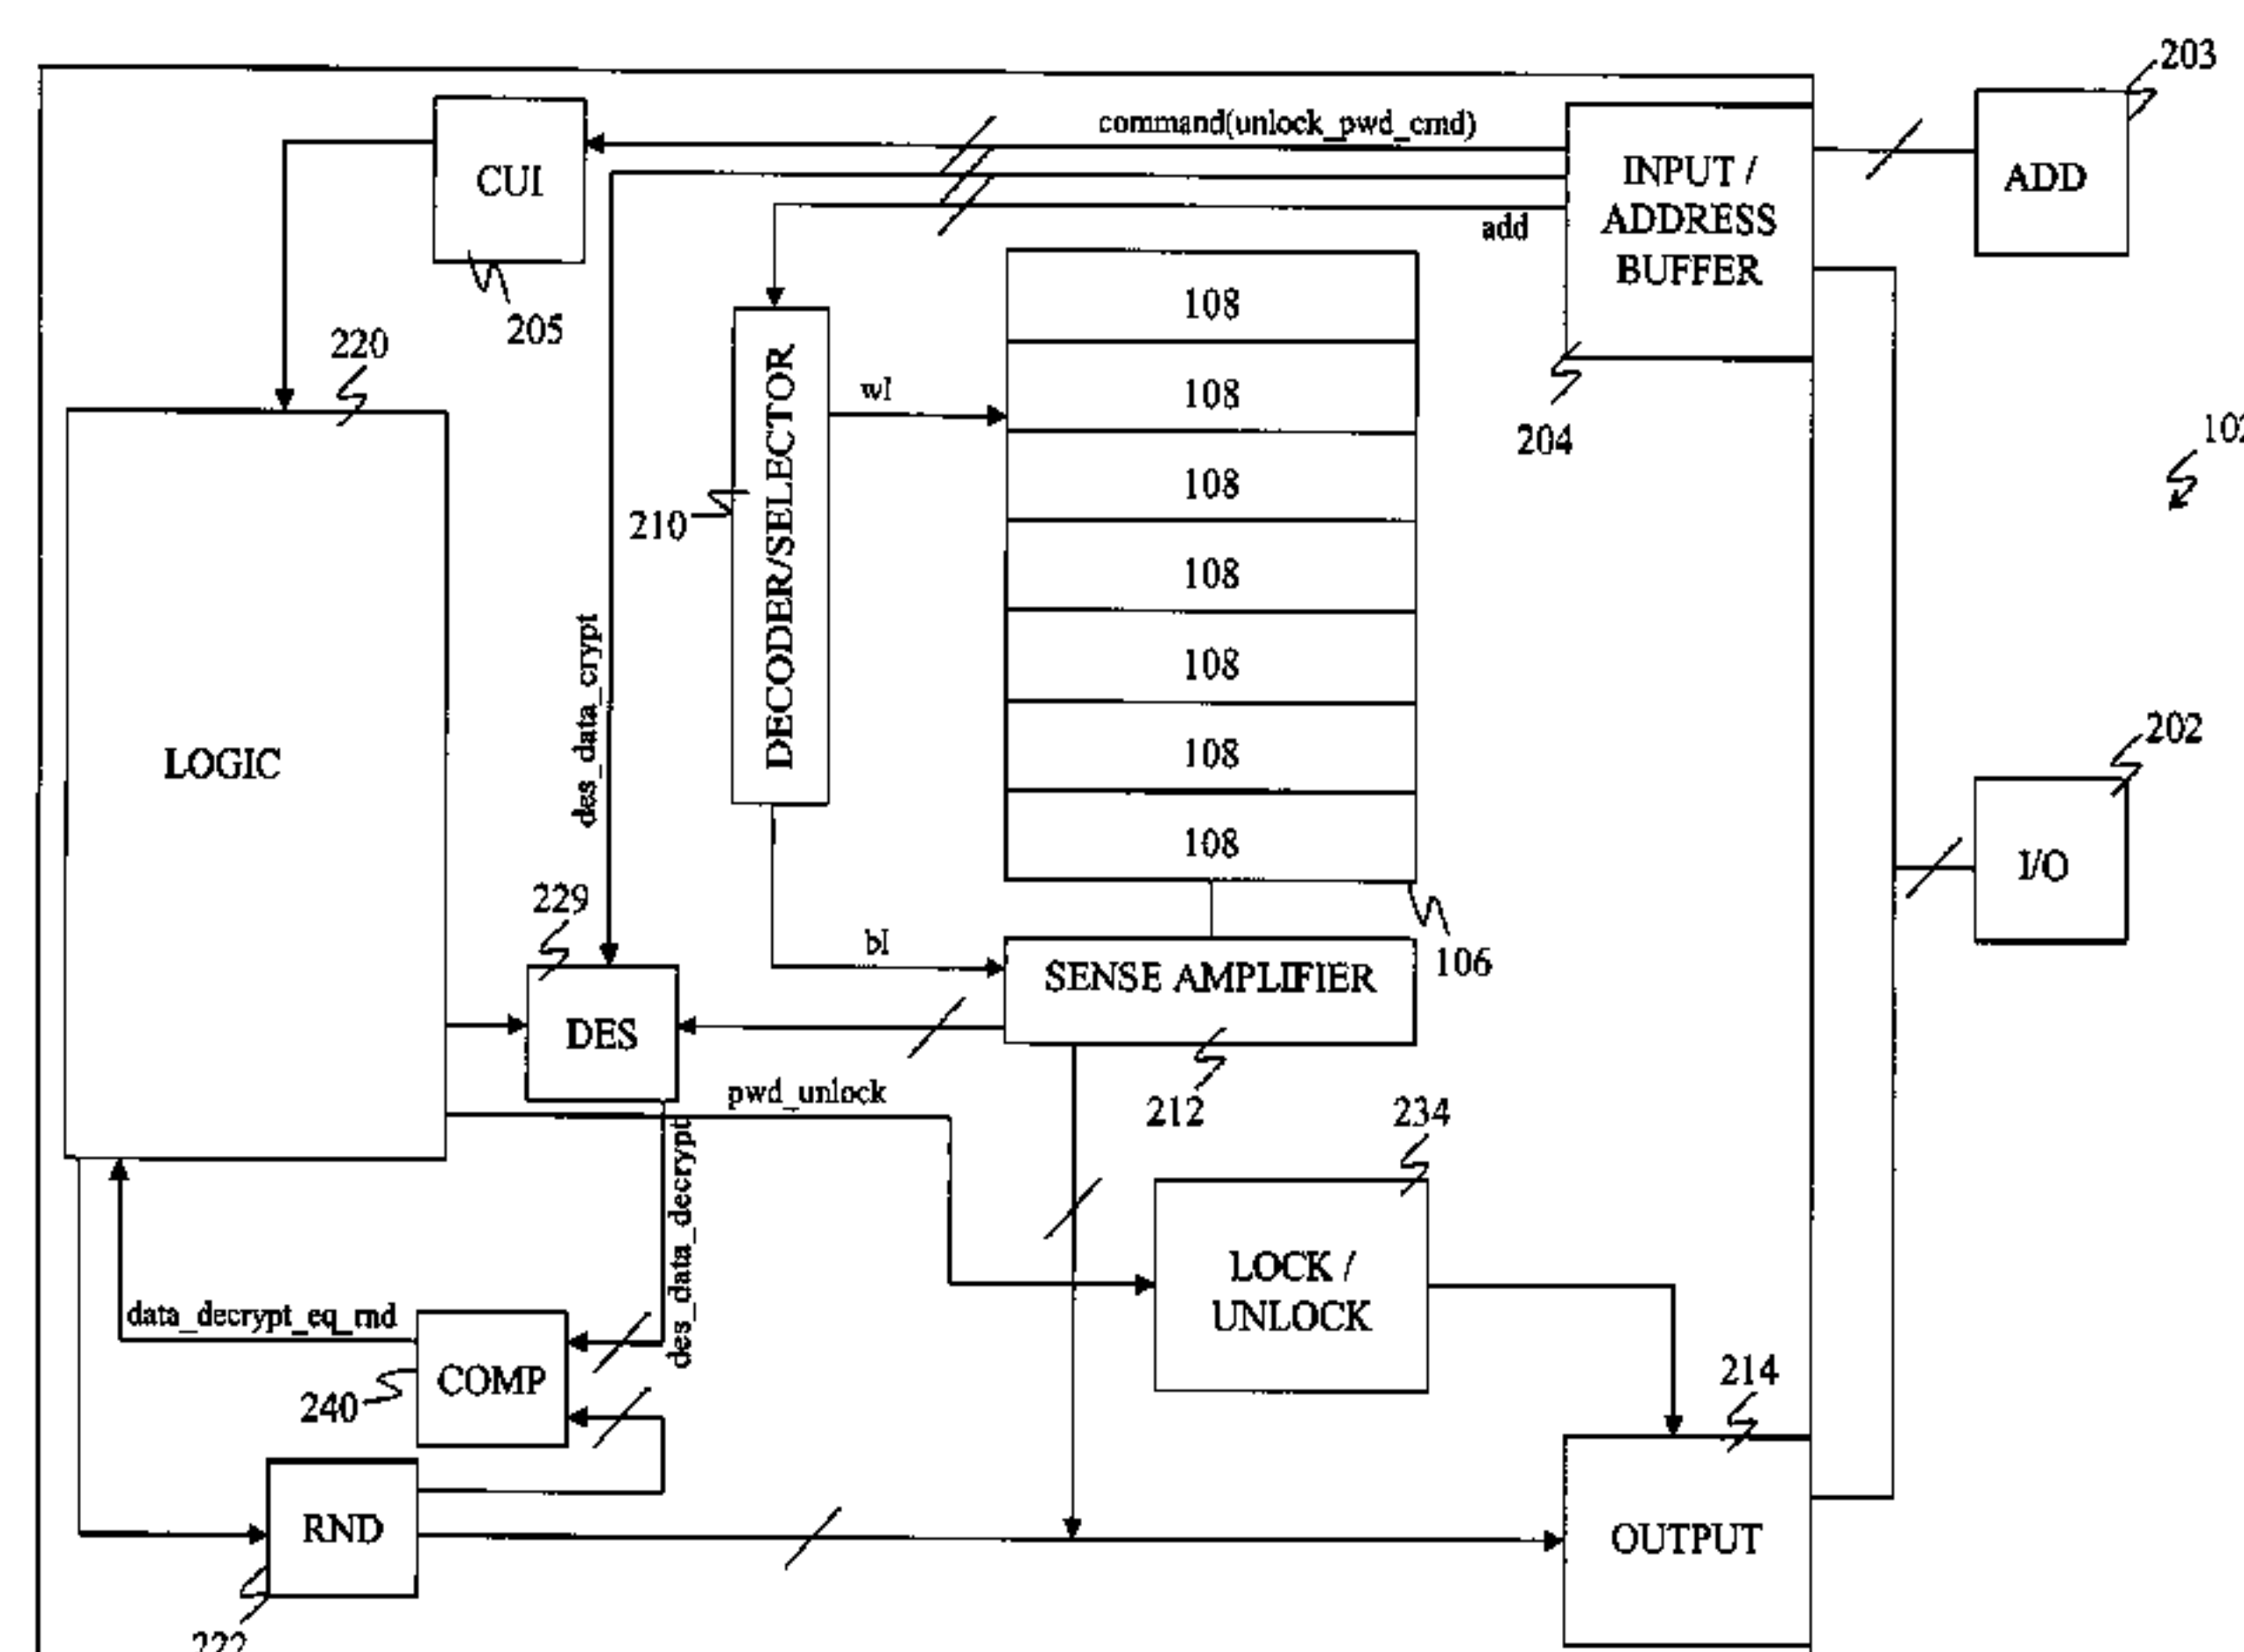 203
command(unlock_pwd_cmd)
CUI
INPUT /
ADDRESS
BUFFER
ADD
add
205
108
220
DECODER/SELECTOR
wl
108
204
210
108
LOGIC
des_data_crypt
108
108
202
108
I/O
108
229
bl
106
SENSE AMPLIFIER
DES
pwd_unlock
212
234
des_data_decrypt
LOCK /
UNLOCK
data_decrypt_eq_rnd
COMP
240
214
RND
OUTPUT
222